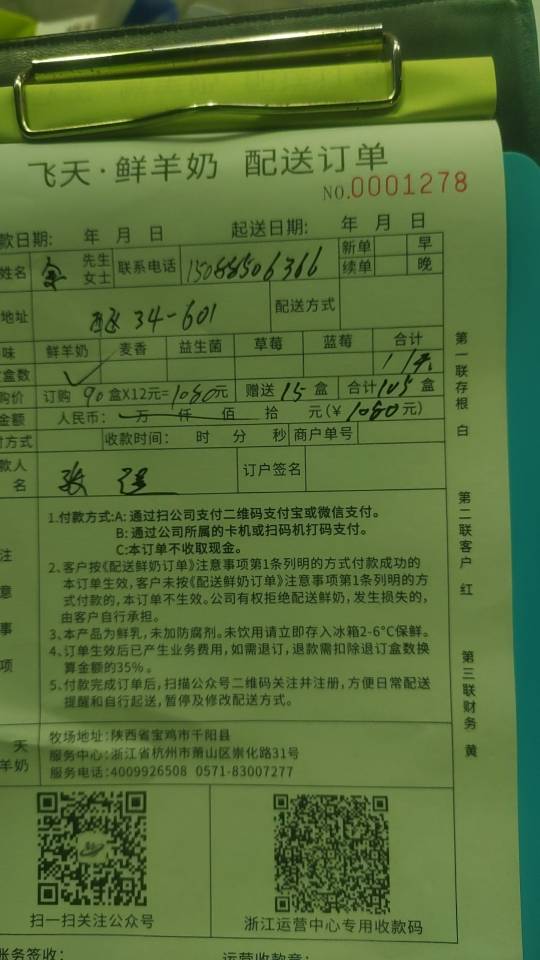 飞天·鲜羊奶 配送订单
NO.0001278
款日期: 年 月 日 起送日期: 年 月 日
姓名 金 先生 女士 联系电话 15088506366 新单 早
续单 晚
地址 34-601 配送方式
味 鲜羊奶 麦香 益生菌 草莓 蓝莓 合计
盒数 ✓ 1/天
购价 订购 90 盒X12元=1080元 赠送 15 盒 合计 105 盒
金额 人民币: 万 仟 佰 拾 元(¥ 1080 元)
付方式 收款时间: 时 分 秒 商户单号
款人
名 张 订户签名
注
意
事
项
1.付款方式:A: 通过扫公司支付二维码支付宝或微信支付。
B: 通过公司所属的卡机或扫码机打码支付。
C:本订单不收取现金。
2、客户按《配送鲜奶订单》注意事项第1条列明的方式付款成功的
本订单生效,客户未按《配送鲜奶订单》注意事项第1条列明的方
式付款的,本订单不生效。公司有权拒绝配送鲜奶,发生损失的,
由客户自行承担。
3、本产品为鲜乳,未加防腐剂。未饮用请立即存入冰箱2-6°C保鲜。
4、订单生效后已产生业务费用,如需退订,退款需扣除退订盒数换
算金额的35%。
5、付款完成订单后,扫描公众号二维码关注并注册,方便日常配送
提醒和自行起送,暂停及修改配送方式。
天
羊奶
牧场地址:陕西省宝鸡市千阳县
服务中心:浙江省杭州市萧山区崇化路31号
服务电话:4009926508 0571-83007277
扫一扫关注公众号
浙江运营中心专用收款码
账务签收: 运营收款章:
第一联存根 白
第二联客户 红
第三联财务 黄